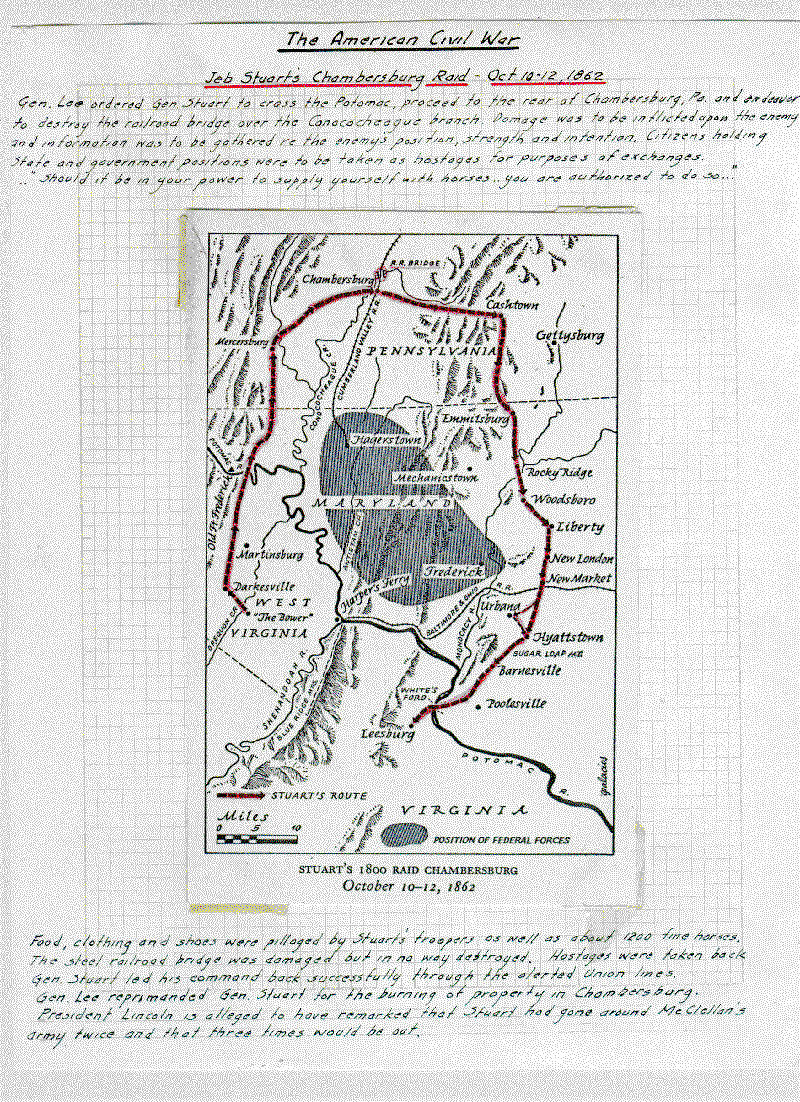 The American Civil War
Jeb Stuart's Chambersburg Raid - Oct 10-12, 1862
Gen. Lee ordered Gen Stuart to cross the Potomac, proceed to the rear of Chambersburg, Pa. and endeavor
to destroy the railroad bridge over the Conococheague branch. Damage was to be inflicted upon the enemy
and information was to be gathered re the enemy's position, strength and intention. Citizens holding
State and government positions were to be taken as hostages for purposes of exchanges.
.." Should it be in your power to supply yourself with horses... you are authorized to do so..."
R.R. BRIDGE
Chambersburg
Cashtown
Gettysburg
Mercersburg
PENNSYLVANIA
CUMBERLAND VALLEY R.R.
CONOCOCHEAGUE CR.
Emmitsburg
Hagerstown
Mechanicstown
Rocky Ridge
POTOMAC R.
Woodsboro
MARYLAND
Liberty
Old Ft. Frederick
ANTIETAM CR.
Martinsburg
New London
Frederick
New Market
Darkesville
Harper's Ferry
R.R.
WEST
"The Bower"
BALTIMORE & OHIO
Urbana
VIRGINIA
MONOCACY R.
Hyattstown
OPEQUON CR.
SUGAR LOAF MT.
Barnesville
SHENANDOAH R.
BLUE RIDGE MTS.
WHITE'S
FORD
Poolesville
Leesburg
POTOMAC R.
galacius
STUART'S ROUTE
VIRGINIA
Miles
0 5 10
POSITION OF FEDERAL FORCES
STUART'S 1800 RAID CHAMBERSBURG
October 10–12, 1862
Food, clothing and shoes were pillaged by Stuart's troopers as well as about 1200 fine horses.
The steel railroad bridge was damaged but in no way destroyed. Hostages were taken back
Gen. Stuart led his command back successfully through the alerted Union lines.
Gen. Lee reprimanded Gen. Stuart for the burning of property in Chambersburg.
President Lincoln is alleged to have remarked that Stuart had gone around McClellan's
army twice and that three times would be out.